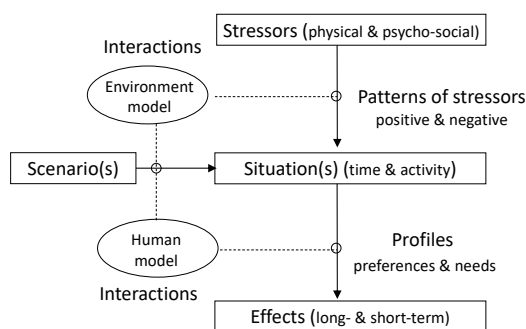 Stressors (physical & psycho-social)
Interactions
Environment
model
Patterns of stressors
positive & negative
Scenario(s)
Situation(s) (time & activity)
Human
model
Profiles
preferences & needs
Interactions
Effects (long- & short-term)